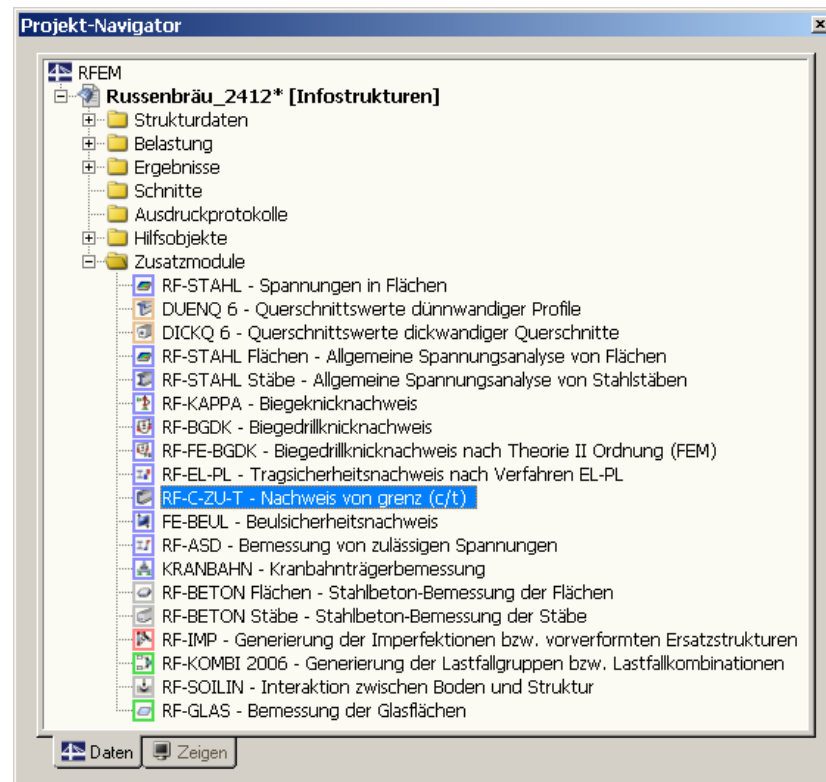 Projekt-Navigator
RFEM
Russenbräu_2412* [Infostrukturen]
Strukturdaten
Belastung
Ergebnisse
Schnitte
Ausdruckprotokolle
Hilfsobjekte
Zusatzmodule
RF-STAHL - Spannungen in Flächen
DUENQ 6 - Querschnittswerte dünnwandiger Profile
DICKQ 6 - Querschnittswerte dickwandiger Querschnitte
RF-STAHL Flächen - Allgemeine Spannungsanalyse von Flächen
RF-STAHL Stäbe - Allgemeine Spannungsanalyse von Stahlstäben
RF-KAPPA - Biegeknicknachweis
RF-BGDK - Biegedrillknicknachweis
RF-FE-BGDK - Biegedrillknicknachweis nach Theorie II Ordnung (FEM)
RF-EL-PL - Tragsicherheitsnachweis nach Verfahren EL-PL
RF-C-ZU-T - Nachweis von grenz (c/t)
FE-BEUL - Beulsicherheitsnachweis
RF-ASD - Bemessung von zulässigen Spannungen
KRANBAHN - Kranbahnträgerbemessung
RF-BETON Flächen - Stahlbeton-Bemessung der Flächen
RF-BETON Stäbe - Stahlbeton-Bemessung der Stäbe
RF-IMP - Generierung der Imperfektionen bzw. vorverformten Ersatzstrukturen
RF-KOMBI 2006 - Generierung der Lastfallgruppen bzw. Lastfallkombinationen
RF-SOILIN - Interaktion zwischen Boden und Struktur
RF-GLAS - Bemessung der Glasflächen
Daten Zeigen